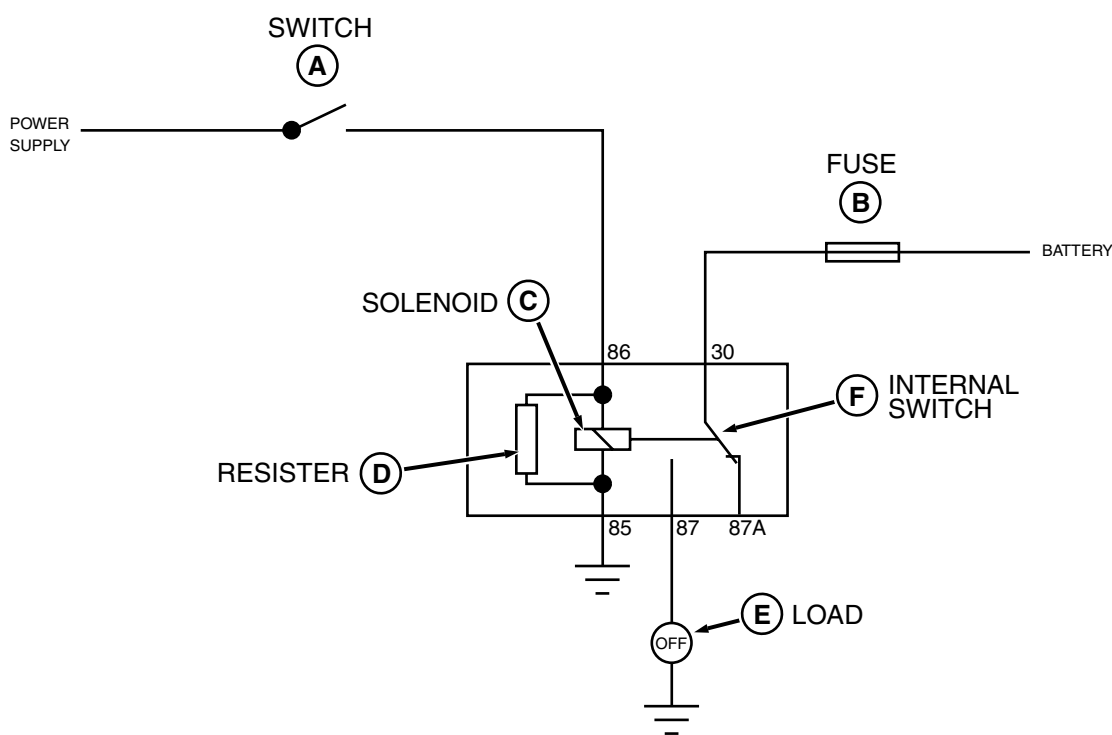 SWITCH
A
POWER
SUPPLY
FUSE
B
BATTERY
SOLENOID C
86
30
F INTERNAL
SWITCH
RESISTER D
85
87
87A
E LOAD
OFF